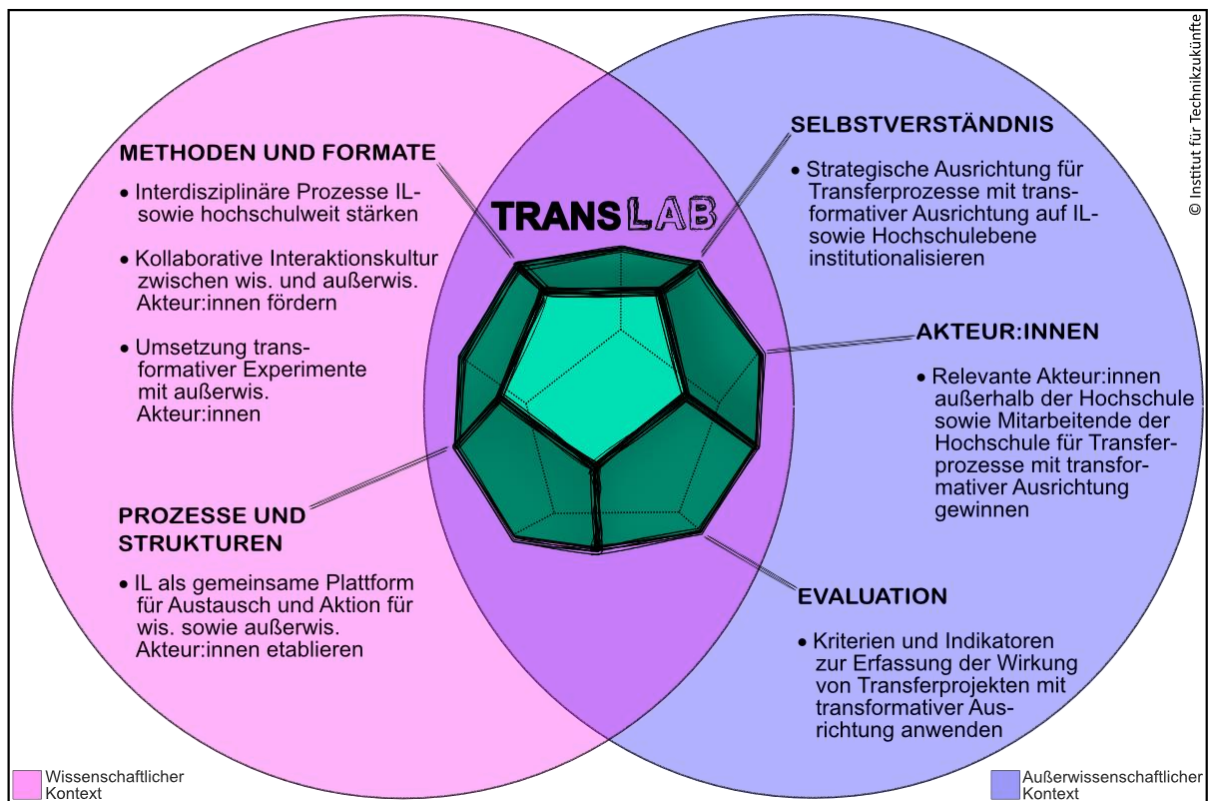 METHODEN UND FORMATE
• Interdisziplinäre Prozesse IL-
sowie hochschulweit stärken
• Kollaborative Interaktionskultur
zwischen wis. und außerwis.
Akteur:innen fördern
• Umsetzung trans-
formativer Experimente
mit außerwis.
Akteur:innen
PROZESSE UND
STRUKTUREN
• IL als gemeinsame Plattform
für Austausch und Aktion für
wis. sowie außerwis.
Akteur:innen etablieren
TRANSLAB
SELBSTVERSTÄNDNIS
• Strategische Ausrichtung für
Transferprozesse mit trans-
formativer Ausrichtung auf IL-
sowie Hochschulebene
institutionalisieren
AKTEUR:INNEN
• Relevante Akteur:innen
außerhalb der Hochschule
sowie Mitarbeitende der
Hochschule für Transfer-
prozesse mit transfor-
mativer Ausrichtung
gewinnen
EVALUATION
• Kriterien und Indikatoren
zur Erfassung der Wirkung
von Transferprojekten mit
transformativer Aus-
richtung anwenden
Wissenschaftlicher
Kontext
Außerwissenschaftlicher
Kontext
© Institut für Technikzukünfte